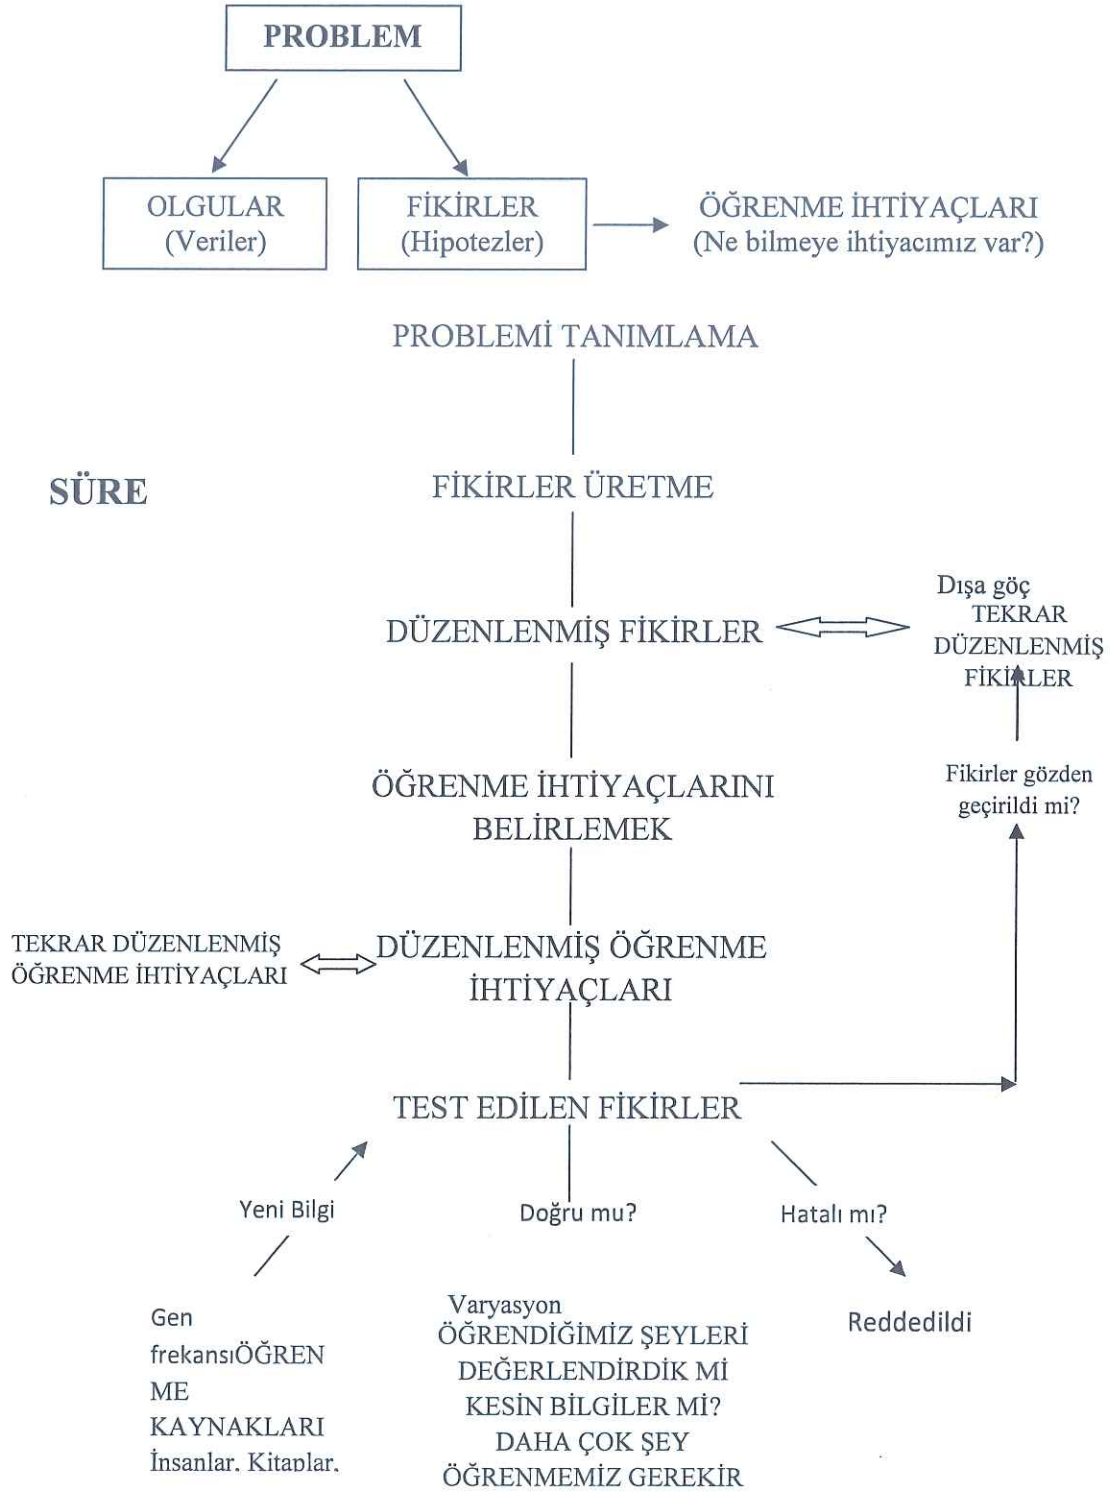 PROBLEM
OLGULAR
(Veriler)
FİKİRLER
(Hipotezler)
ÖĞRENME İHTİYAÇLARI
(Ne bilmeye ihtiyacımız var?)
PROBLEMİ TANIMLAMA
SÜRE
FİKİRLER ÜRETME
DÜZENLENMİŞ FİKİRLER
Dışa göç
TEKRAR
DÜZENLENMİŞ
FİKİRLER
Fikirler gözden
geçirildi mi?
ÖĞRENME İHTİYAÇLARINI
BELİRLEMEK
TEKRAR DÜZENLENMİŞ
ÖĞRENME İHTİYAÇLARI
DÜZENLENMİŞ ÖĞRENME
İHTİYAÇLARI
TEST EDİLEN FİKİRLER
Yeni Bilgi
Doğru mu?
Hatalı mı?
Gen
frekansıÖĞREN
ME
KAYNAKLARI
İnsanlar, Kitaplar,
Varyasyon
ÖĞRENDİĞİMİZ ŞEYLERİ
DEĞERLENDİRDİK Mİ
KESİN BİLGİLER Mİ?
DAHA ÇOK ŞEY
ÖĞRENMEMİZ GEREKİR
Reddedildi